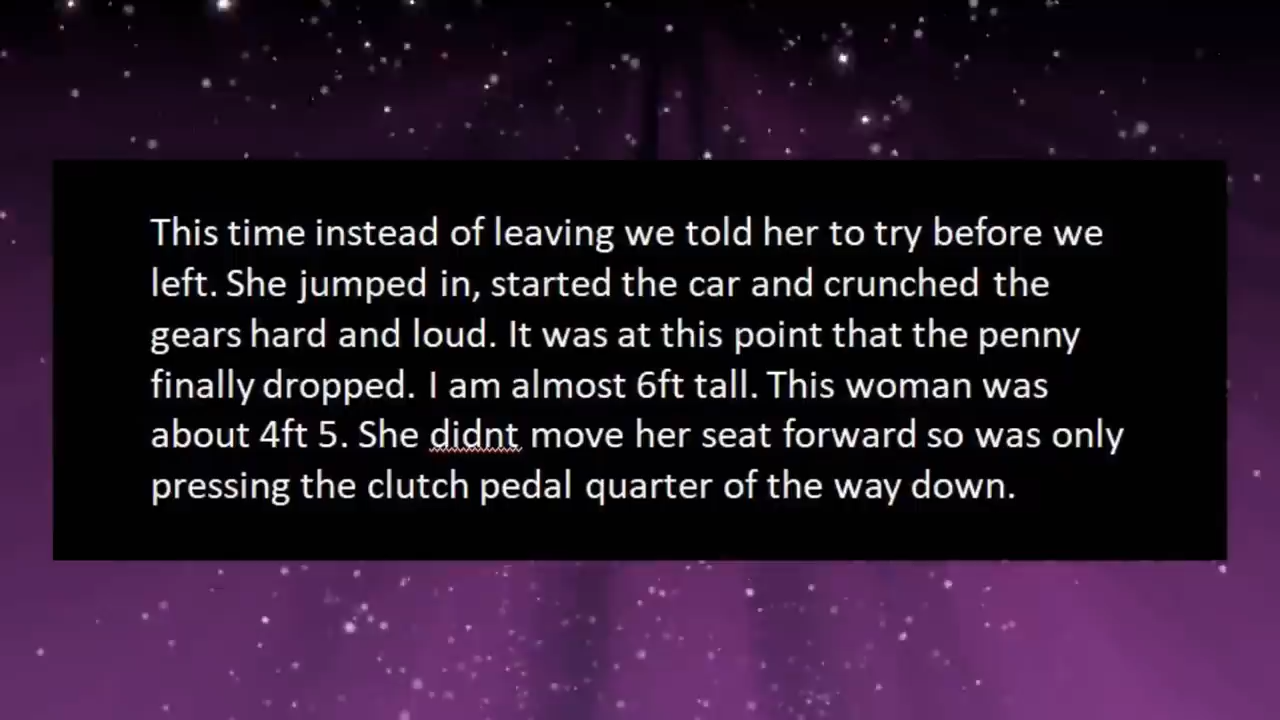 This time instead of leaving we told her to try before we
left. She jumped in, started the car and crunched the
gears hard and loud. It was at this point that the penny
finally dropped. I am almost 6ft tall. This woman was
about 4ft 5. She didnt move her seat forward so was only
pressing the clutch pedal quarter of the way down.